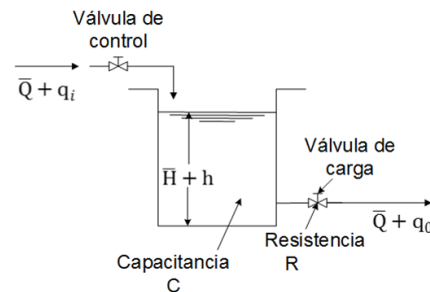 Válvula de
control
Q̅ + qᵢ
Válvula de
carga
H̅ + h
Resistencia
R
Q̅ + q₀
Capacitancia
C